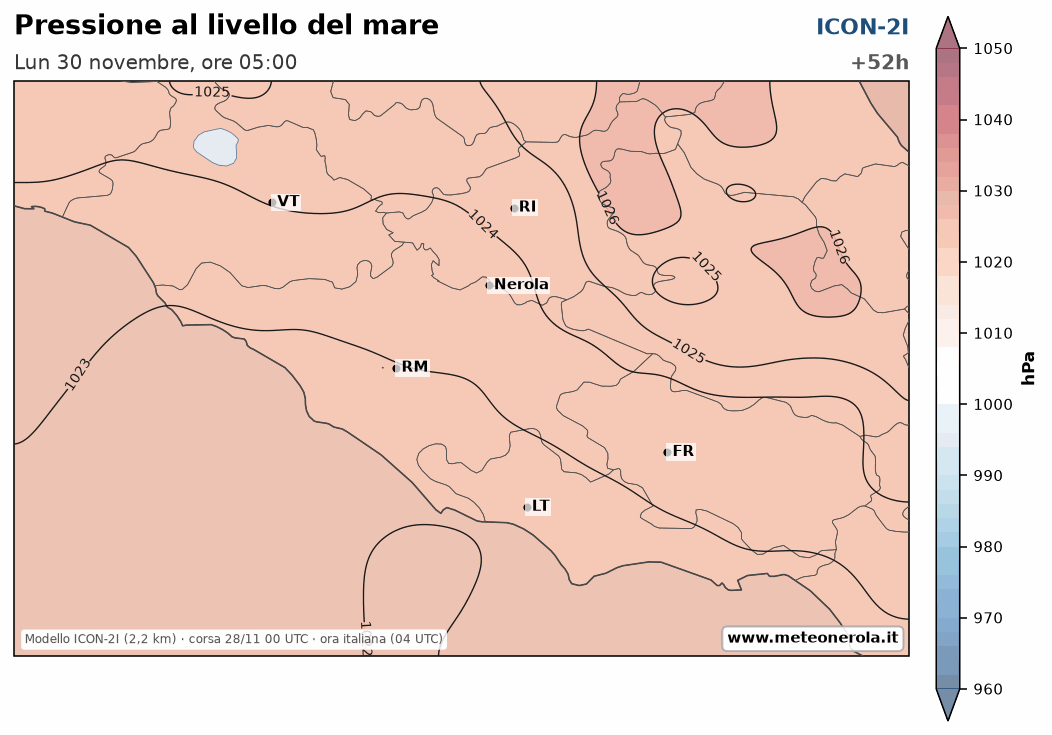 Pressione al livello del mare
ICON-2I
Lun 30 novembre, ore 05:00
+52h
1025
VT
RI
1024
1026
1026
1025
Nerola
1025
1023
RM
FR
LT
Modello ICON-2I (2,2 km) · corsa 28/11 00 UTC · ora italiana (04 UTC)
www.meteonerola.it
1050
1040
1030
1020
1010
1000
990
980
970
960
hPa